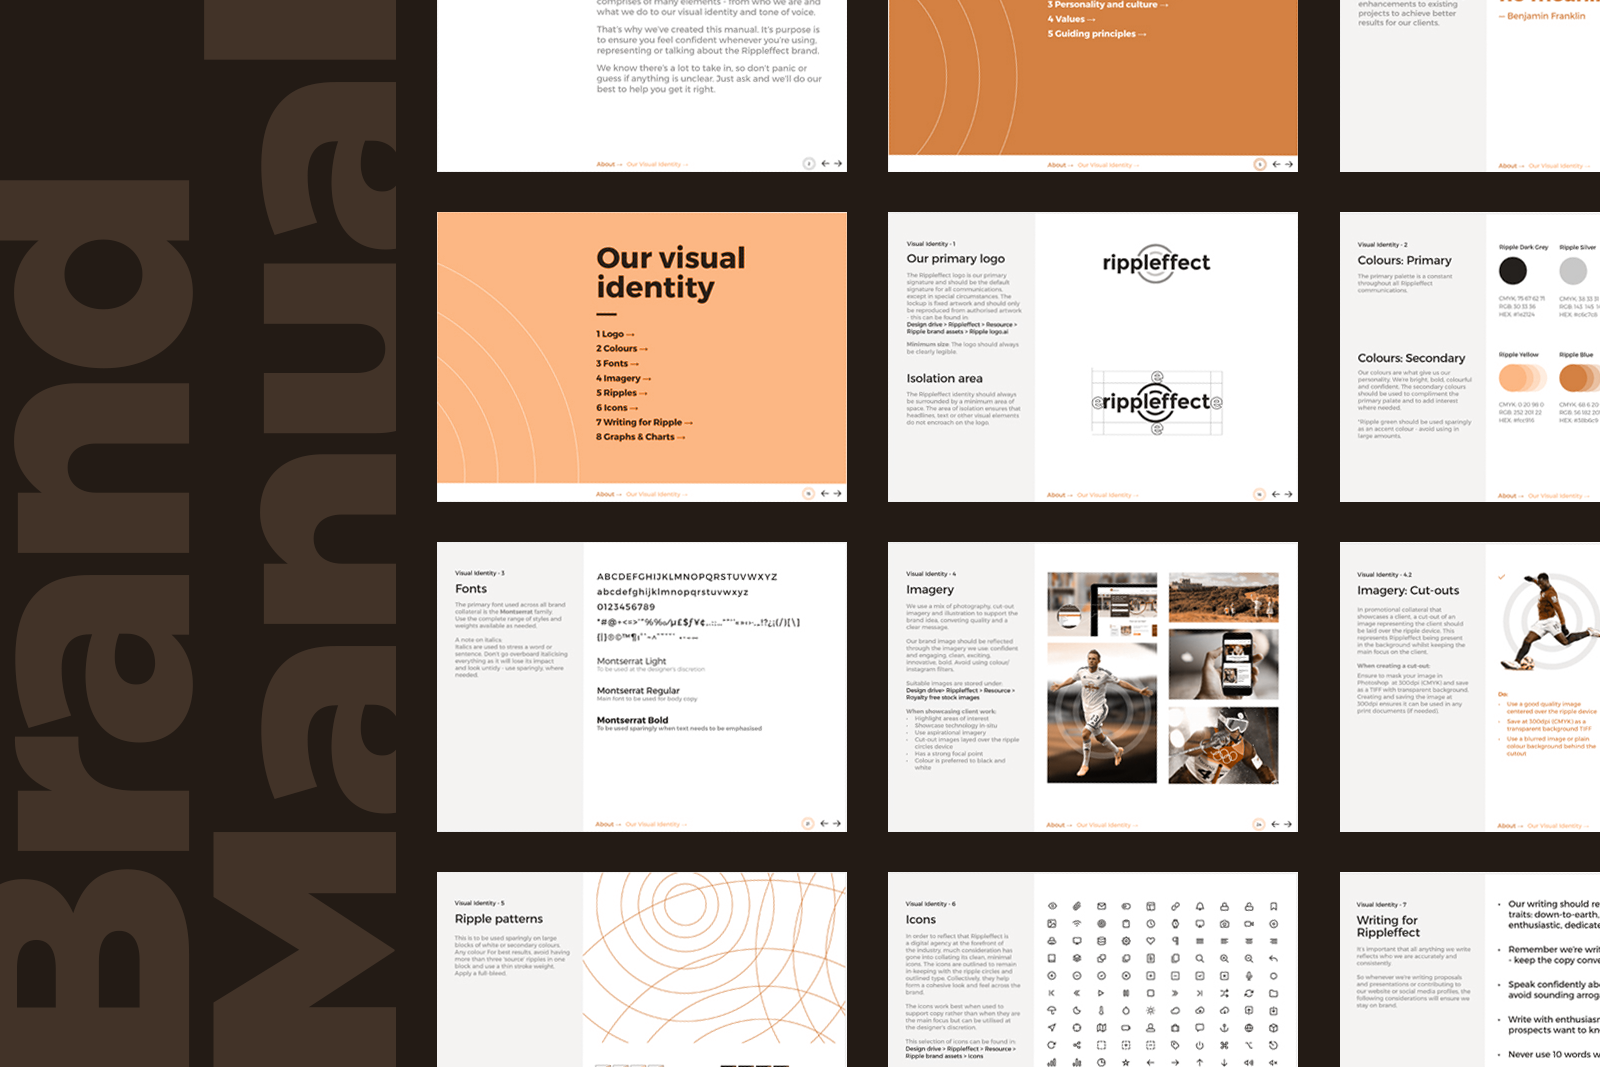 Brand
Manual
comprises of many elements - from who we are and
what we do to our visual identity and tone of voice.
That's why we've created this manual. It's purpose is
to ensure you feel confident whenever you're using,
representing or talking about the Rippleffect brand.
We know there's a lot to take in, so don't panic or
guess if anything is unclear. Just ask and we'll do our
best to help you get it right.
About → Our Visual Identity →
3 Personality and culture →
4 Values →
5 Guiding principles →
About → Our Visual Identity →
enhancements to existing
projects to achieve better
results for our clients.
— Benjamin Franklin
About → Our Visual Identity →
Our visual
identity
1 Logo →
2 Colours →
3 Fonts →
4 Imagery →
5 Ripples →
6 Icons →
7 Writing for Ripple →
8 Graphs & Charts →
About → Our Visual Identity →
Visual Identity - 1
Our primary logo
The Rippleffect logo is our primary
signature and should be the default
signature for all communications,
except in special circumstances. The
lockup is fixed artwork and should only
be reproduced from authorised artwork
- this can be found in:
Design drive > Rippleffect > Resource >
Ripple brand assets > Ripple logo.ai
Minimum size: The logo should always
be clearly legible.
Isolation area
The Rippleffect identity should always
be surrounded by a minimum area of
space. The area of isolation ensures that
headlines, text or other visual elements
do not encroach on the logo.
rippleffect
e
e rippleffect e
e
About → Our Visual Identity →
Visual Identity - 2
Colours: Primary
The primary palette is a constant
throughout all Rippleffect
communications.
Ripple Dark Grey
Ripple Silver
RGB: 30 33 36
HEX: #1e2124
HEX: #c6c7c8
Colours: Secondary
Our colours are what give us our
personality. We're bright, bold, colourful
and confident. The secondary colours
should be used to compliment the
primary palate and to add interest
where needed.
*Ripple green should be used sparingly
as an accent colour - avoid using in
large amounts.
Ripple Yellow
Ripple Blue
CMYK: 0 20 98 0
RGB: 252 201 22
HEX: #fcc916
About → Our Visual Identity →
Visual Identity - 3
Fonts
The primary font used across all brand
collateral is the Montserrat family.
Use the complete range of styles and
weights available as needed.
A note on italics:
Italics are used to stress a word or
sentence. Don't go overboard italicising
everything as it will lose its impact
and look untidy - use sparingly, where
needed.
ABCDEFGHIJKLMNOPQRSTUVWXYZ
abcdefghijklmnopqrstuvwxyz
0123456789
Montserrat Light
To be used at the designer's discretion
Montserrat Regular
Main font to be used for body copy
Montserrat Bold
To be used sparingly when text needs to be emphasised
About → Our Visual Identity →
Visual Identity - 4
Imagery
We use a mix of photography, cut-out
imagery and illustration to support the
brand idea, conveting quality and a
clear message.
Our brand image should be reflected
through the imagery we use: confident
and engaging, clean, exciting,
innovative, bold. Avoid using colour/
instagram filters.
Suitable images are stored under:
Design drive> Rippleffect > Resource >
Royalty free stock images
When showcasing client work:
• Highlight areas of interest
• Showcase technology in situ
• Use aspirational imagery
• Cut-out images layed over the ripple
circles device
• Has a strong focal point
• Colour is preferred to black and
white
About → Our Visual Identity →
Visual Identity - 4.2
Imagery: Cut-outs
In promotional collateral that
showcases a client, a cut-out of an
image representing the client should
be laid over the ripple device. This
represents Rippleffect being present
in the background whilst keeping the
main focus on the client.
When creating a cut-out:
Ensure to mask your image in
Photoshop at 300dpi (CMYK) and save
as a TIFF with transparent background.
Creating and saving the image at
300dpi ensures it can be used in any
print documents (if needed).
Do:
• Use a good quality image
centered over the ripple device
• Save at 300dpi (CMYK) as a
transparent background TIFF
• Use a blurred image or plain
colour background behind the
cutout
About → Our Visual Identity →
Visual Identity - 5
Ripple patterns
This is to be used sparingly on large
blocks of white or secondary colours.
Any colour For best results, avoid having
more than three 'source' ripples in one
block and use a thin stroke weight.
Apply a full bleed.
Visual Identity - 6
Icons
In order to reflect that Rippleffect is
a digital agency at the forefront of
the industry, much consideration has
gone into collating its clean, minimal
icons. The icons are outlined to remain
in keeping with the ripple circles and
outlined type. Collectively, they help
form a cohesive look and feel across the
brand.
The icons work best when used to
support copy rather than when they are
the main focus but can be utilised at
the designer's discretion.
This selection of icons can be found in:
Design drive > Rippleffect > Resource >
Ripple brand assets > Icons
Visual Identity - 7
Writing for
Rippleffect
It's important that all anything we write
reflects who we are accurately and
consistently.
So whenever we're writing proposals
and presentations or contributing to
our website or social media profiles, the
following considerations will ensure we
stay on brand.
• Our writing should re
traits: down-to-earth,
enthusiastic, dedicate
• Remember we're writ
- keep the copy conve
• Speak confidently abo
avoid sounding arroga
• Write with enthusiasm
prospects want to kno
• Never use 10 words w